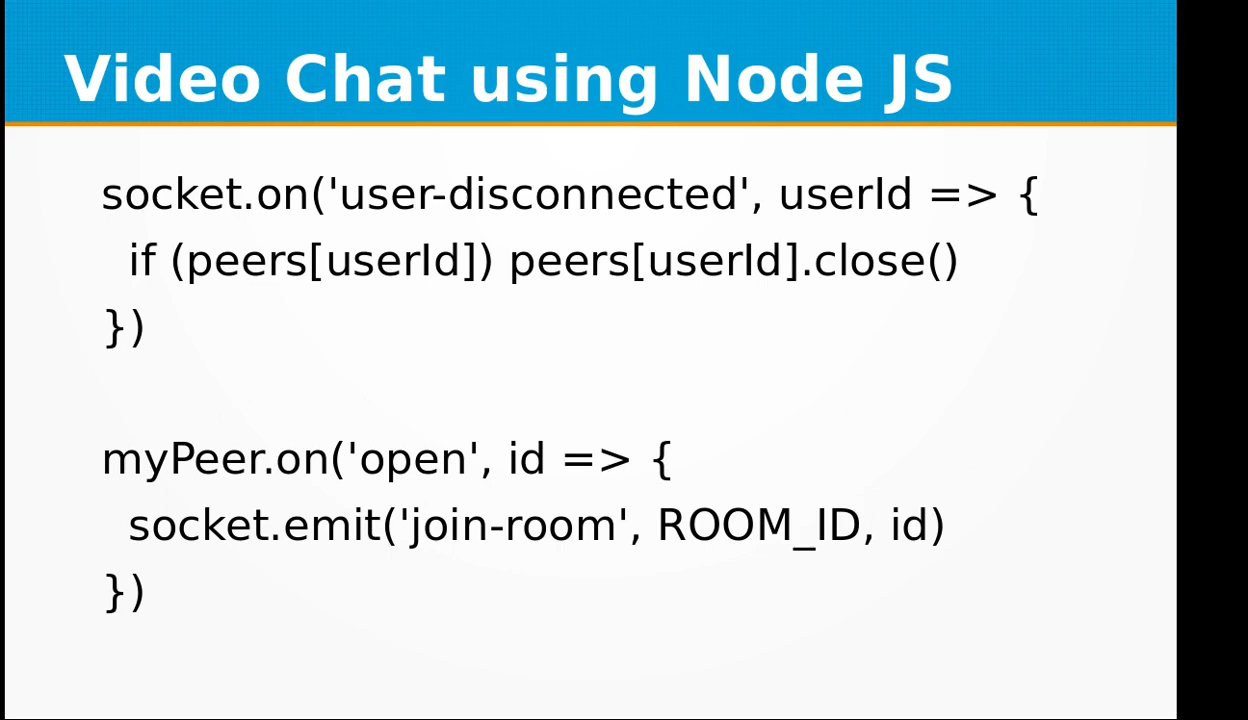 Video Chat using Node JS
socket.on('user-disconnected', userId => {
  if (peers[userId]) peers[userId].close()
})

myPeer.on('open', id => {
  socket.emit('join-room', ROOM_ID, id)
})